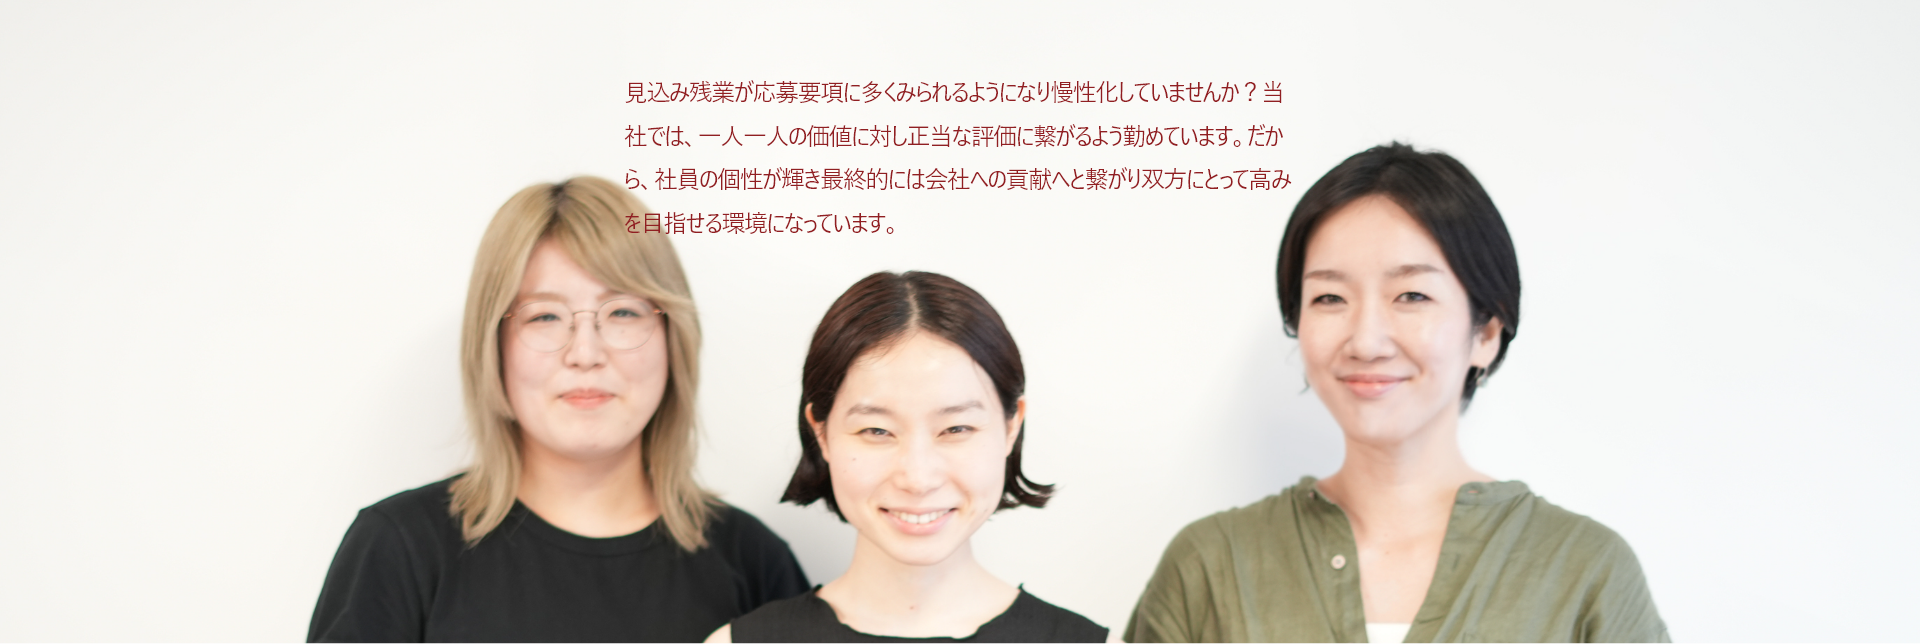 見込み残業が応募要項に多くみられるようになり慢性化していませんか？当
社では、一人一人の価値に対し正当な評価に繋がるよう勤めています。だか
ら、社員の個性が輝き最終的には会社への貢献へと繋がり双方にとって高み
を目指せる環境になっています。